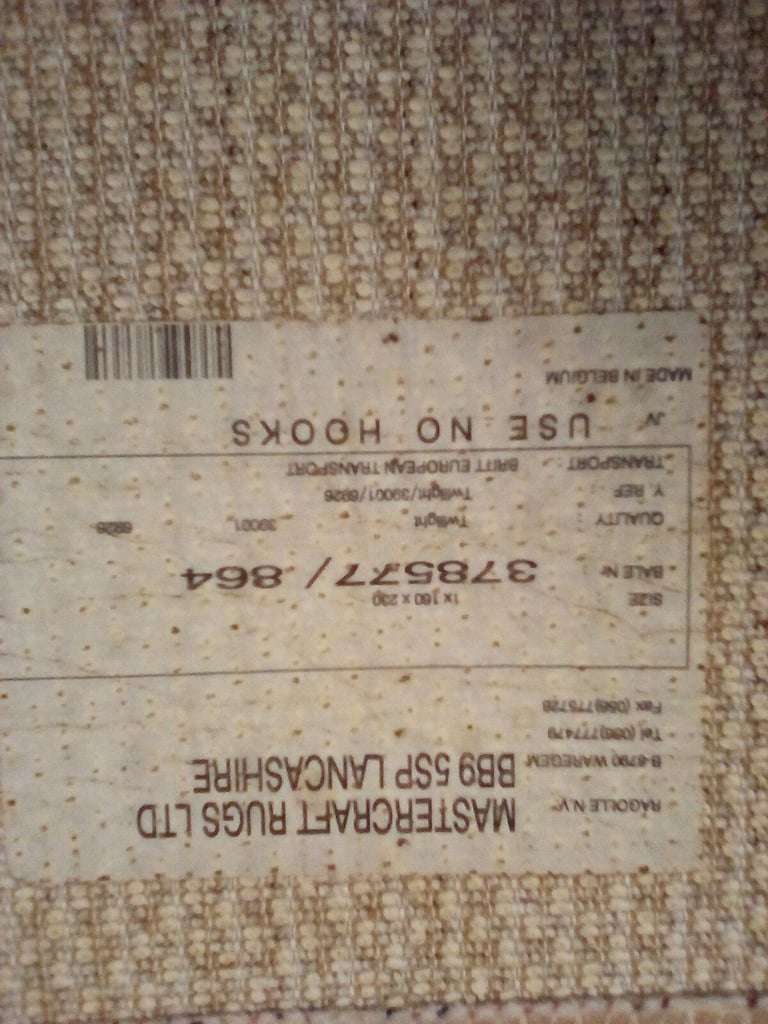 RAGOLLE N.V. MASTERCRAFT RUGS LTD
B-8790 WAREGEM BB9 5SP LANCASHIRE
Tel (056)777479
Fax (056)775728
SIZE : 1x 160 x 230
BALE Nr : 378577/ 864
QUALITY : Twilight 39001 6826
Y. REF : Twilight/39001/6826
TRANSPORT : BRITT EUROPEAN TRANSPORT
JV USE NO HOOKS
MADE IN BELGIUM